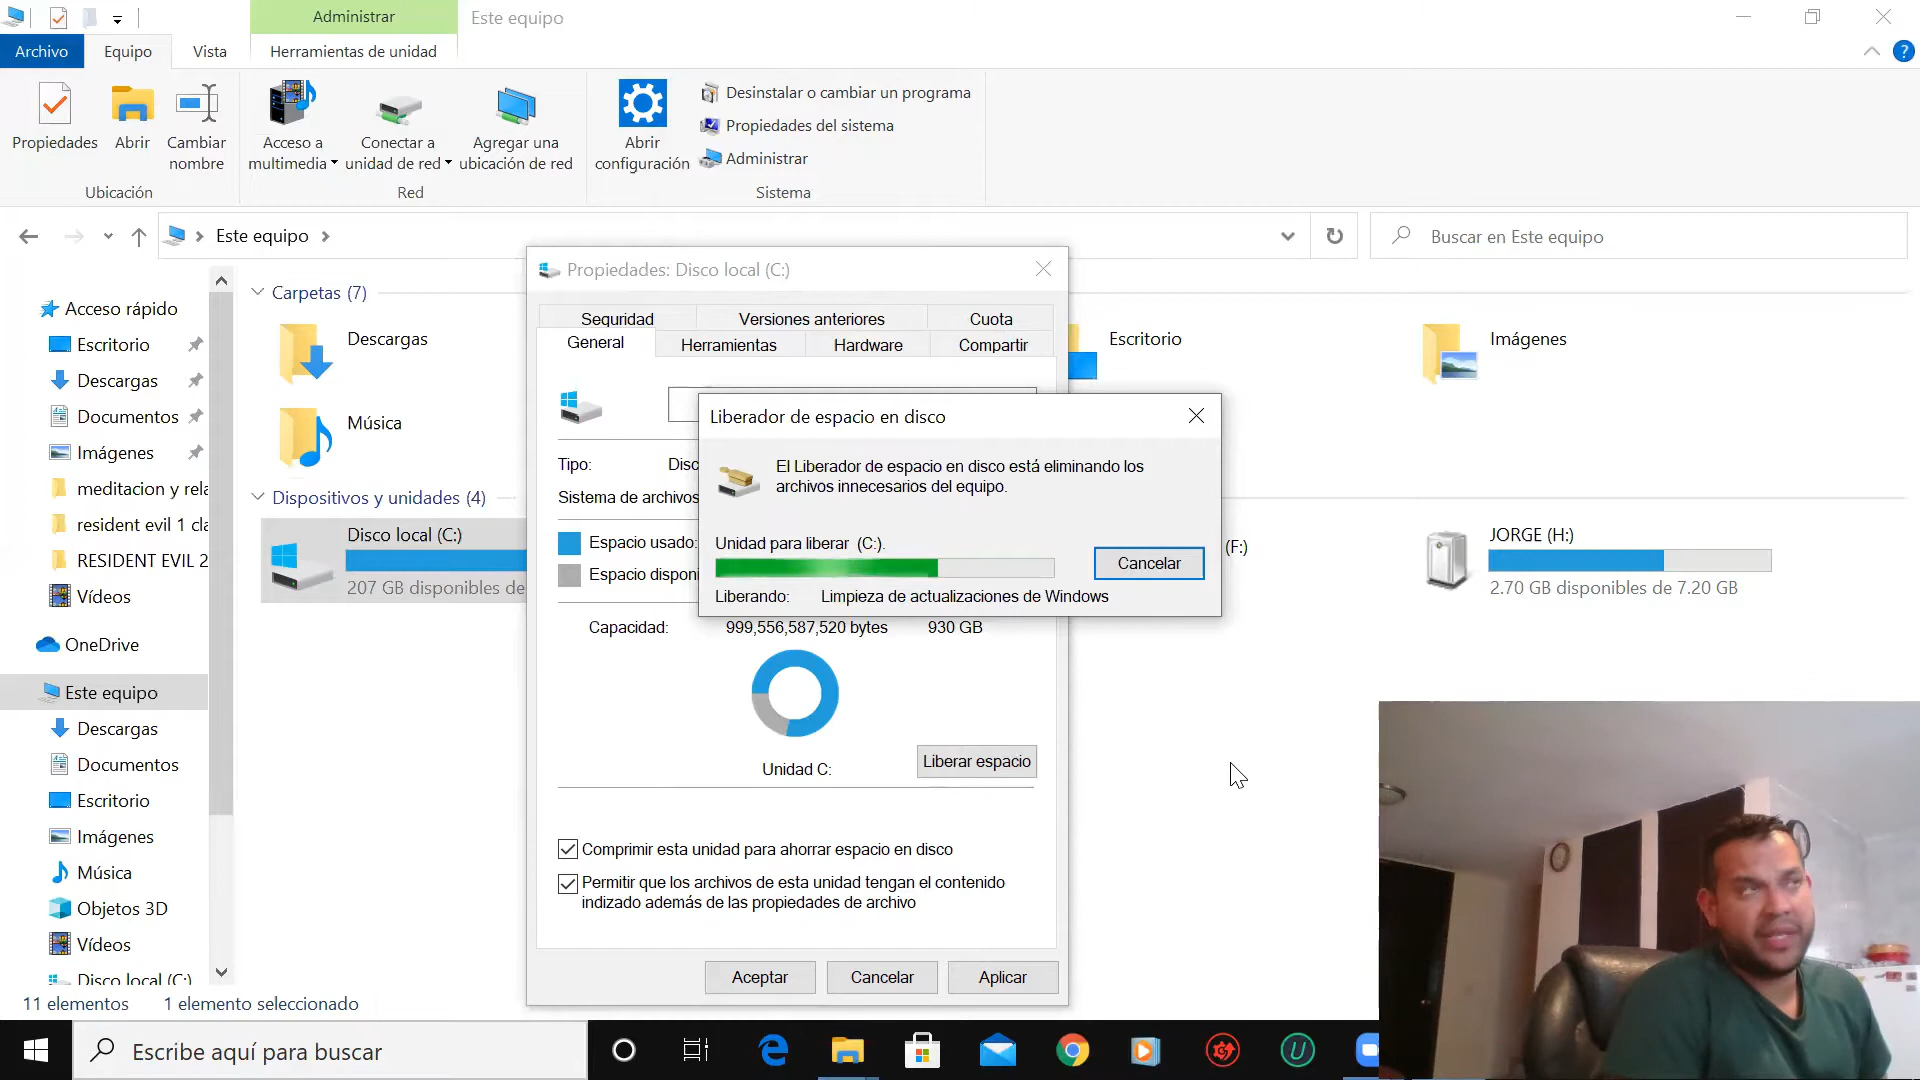 Administrar
Este equipo
Archivo
Equipo
Vista
Herramientas de unidad
Propiedades
Abrir
Cambiar
nombre
Ubicación
Acceso a
multimedia
Conectar a
unidad de red
Agregar una
ubicación de red
Red
Abrir
configuración
Desinstalar o cambiar un programa
Propiedades del sistema
Administrar
Sistema
Este equipo
Buscar en Este equipo
Acceso rápido
Escritorio
Descargas
Documentos
Imágenes
meditacion y rela
resident evil 1 cla
RESIDENT EVIL 2
Vídeos
OneDrive
Este equipo
Descargas
Documentos
Escritorio
Imágenes
Música
Objetos 3D
Vídeos
Disco local (C:)
Carpetas (7)
Descargas
Escritorio
Imágenes
Música
Dispositivos y unidades (4)
Disco local (C:)
207 GB disponibles de
(F:)
JORGE (H:)
2.70 GB disponibles de 7.20 GB
Propiedades: Disco local (C:)
Seguridad
Versiones anteriores
Cuota
General
Herramientas
Hardware
Compartir
Tipo:
Disc
Sistema de archivos
Espacio usado:
Espacio disponi
Capacidad:
999,556,587,520 bytes
930 GB
Unidad C:
Liberar espacio
Comprimir esta unidad para ahorrar espacio en disco
Permitir que los archivos de esta unidad tengan el contenido
indizado además de las propiedades de archivo
Aceptar
Cancelar
Aplicar
Liberador de espacio en disco
El Liberador de espacio en disco está eliminando los
archivos innecesarios del equipo.
Unidad para liberar (C:).
Cancelar
Liberando: Limpieza de actualizaciones de Windows
11 elementos
1 elemento seleccionado
Escribe aquí para buscar